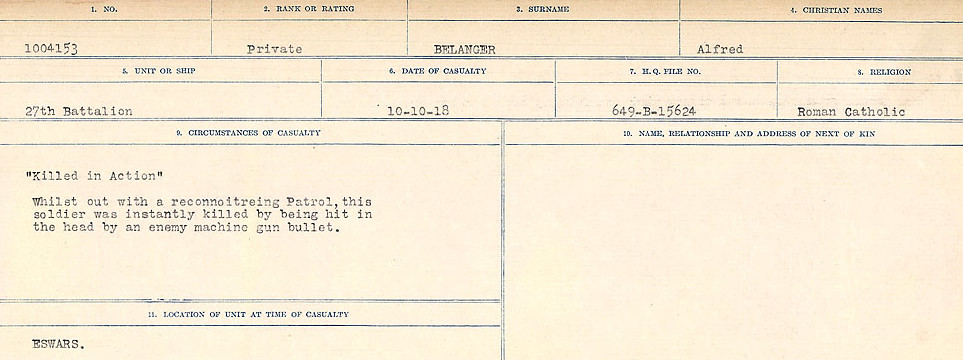 1. NO. 2. RANK OR RATING 3. SURNAME 4. CHRISTIAN NAMES
1004153 Private BELANGER Alfred
5. UNIT OR SHIP 6. DATE OF CASUALTY 7. H. Q. FILE NO. 8. RELIGION
27th Battalion 10-10-18 649-B-15624 Roman Catholic
9. CIRCUMSTANCES OF CASUALTY 10. NAME, RELATIONSHIP AND ADDRESS OF NEXT OF KIN
"Killed in Action"
Whilst out with a reconnoitreing Patrol, this
soldier was instantly killed by being hit in
the head by an enemy machine gun bullet.
11. LOCATION OF UNIT AT TIME OF CASUALTY
ESWARS.